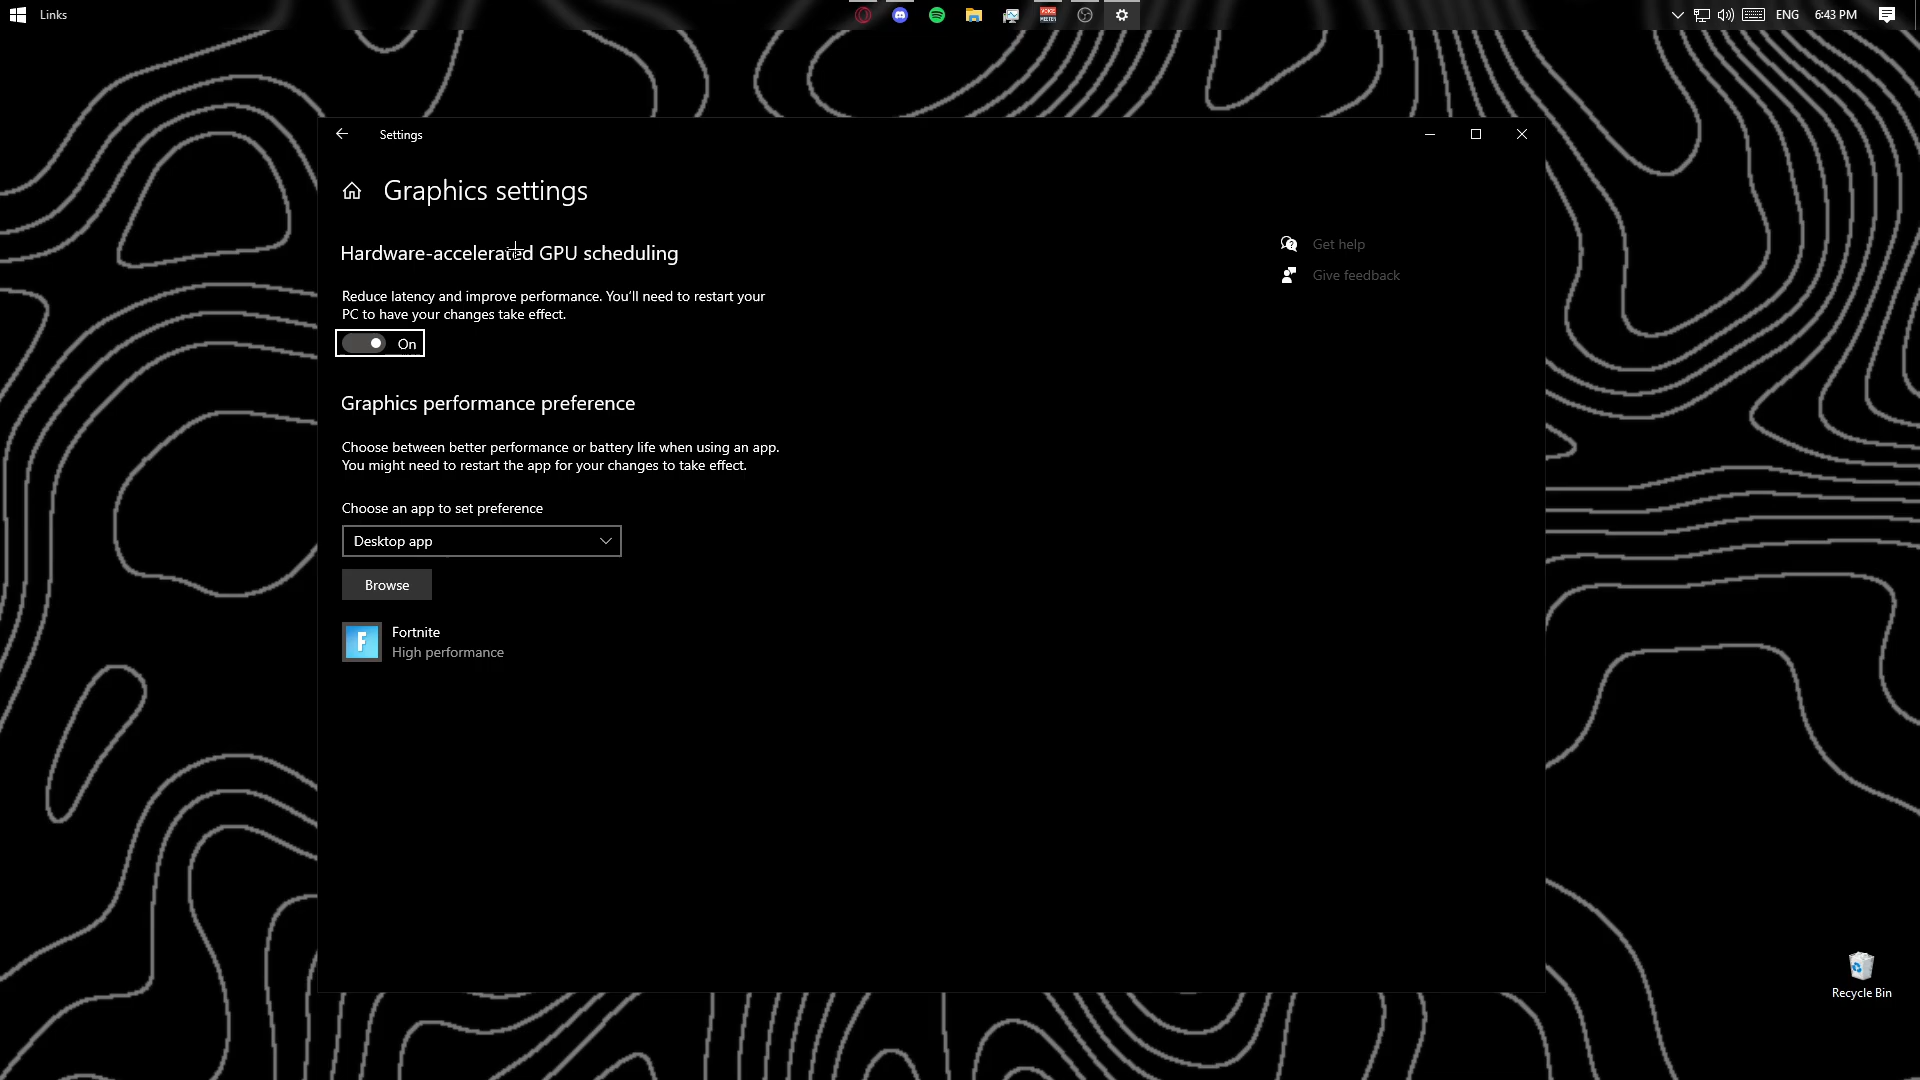 Links
ENG
6:43 PM
Settings
Graphics settings
Hardware-accelerated GPU scheduling
Reduce latency and improve performance. You'll need to restart your
PC to have your changes take effect.
On
Graphics performance preference
Choose between better performance or battery life when using an app.
You might need to restart the app for your changes to take effect.
Choose an app to set preference
Desktop app
Browse
F
Fortnite
High performance
Get help
Give feedback
Recycle Bin